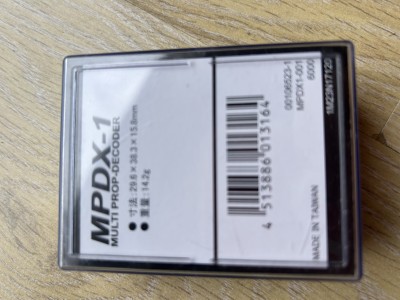 MPDX-1
MULTI PROP-DECODER
●寸法:29.6×38.3×15.8mm
●重量:14.2g
4 513886 013164
00106523-1
MPDX1-001
6000
MADE IN TAIWAN
1M23N17120